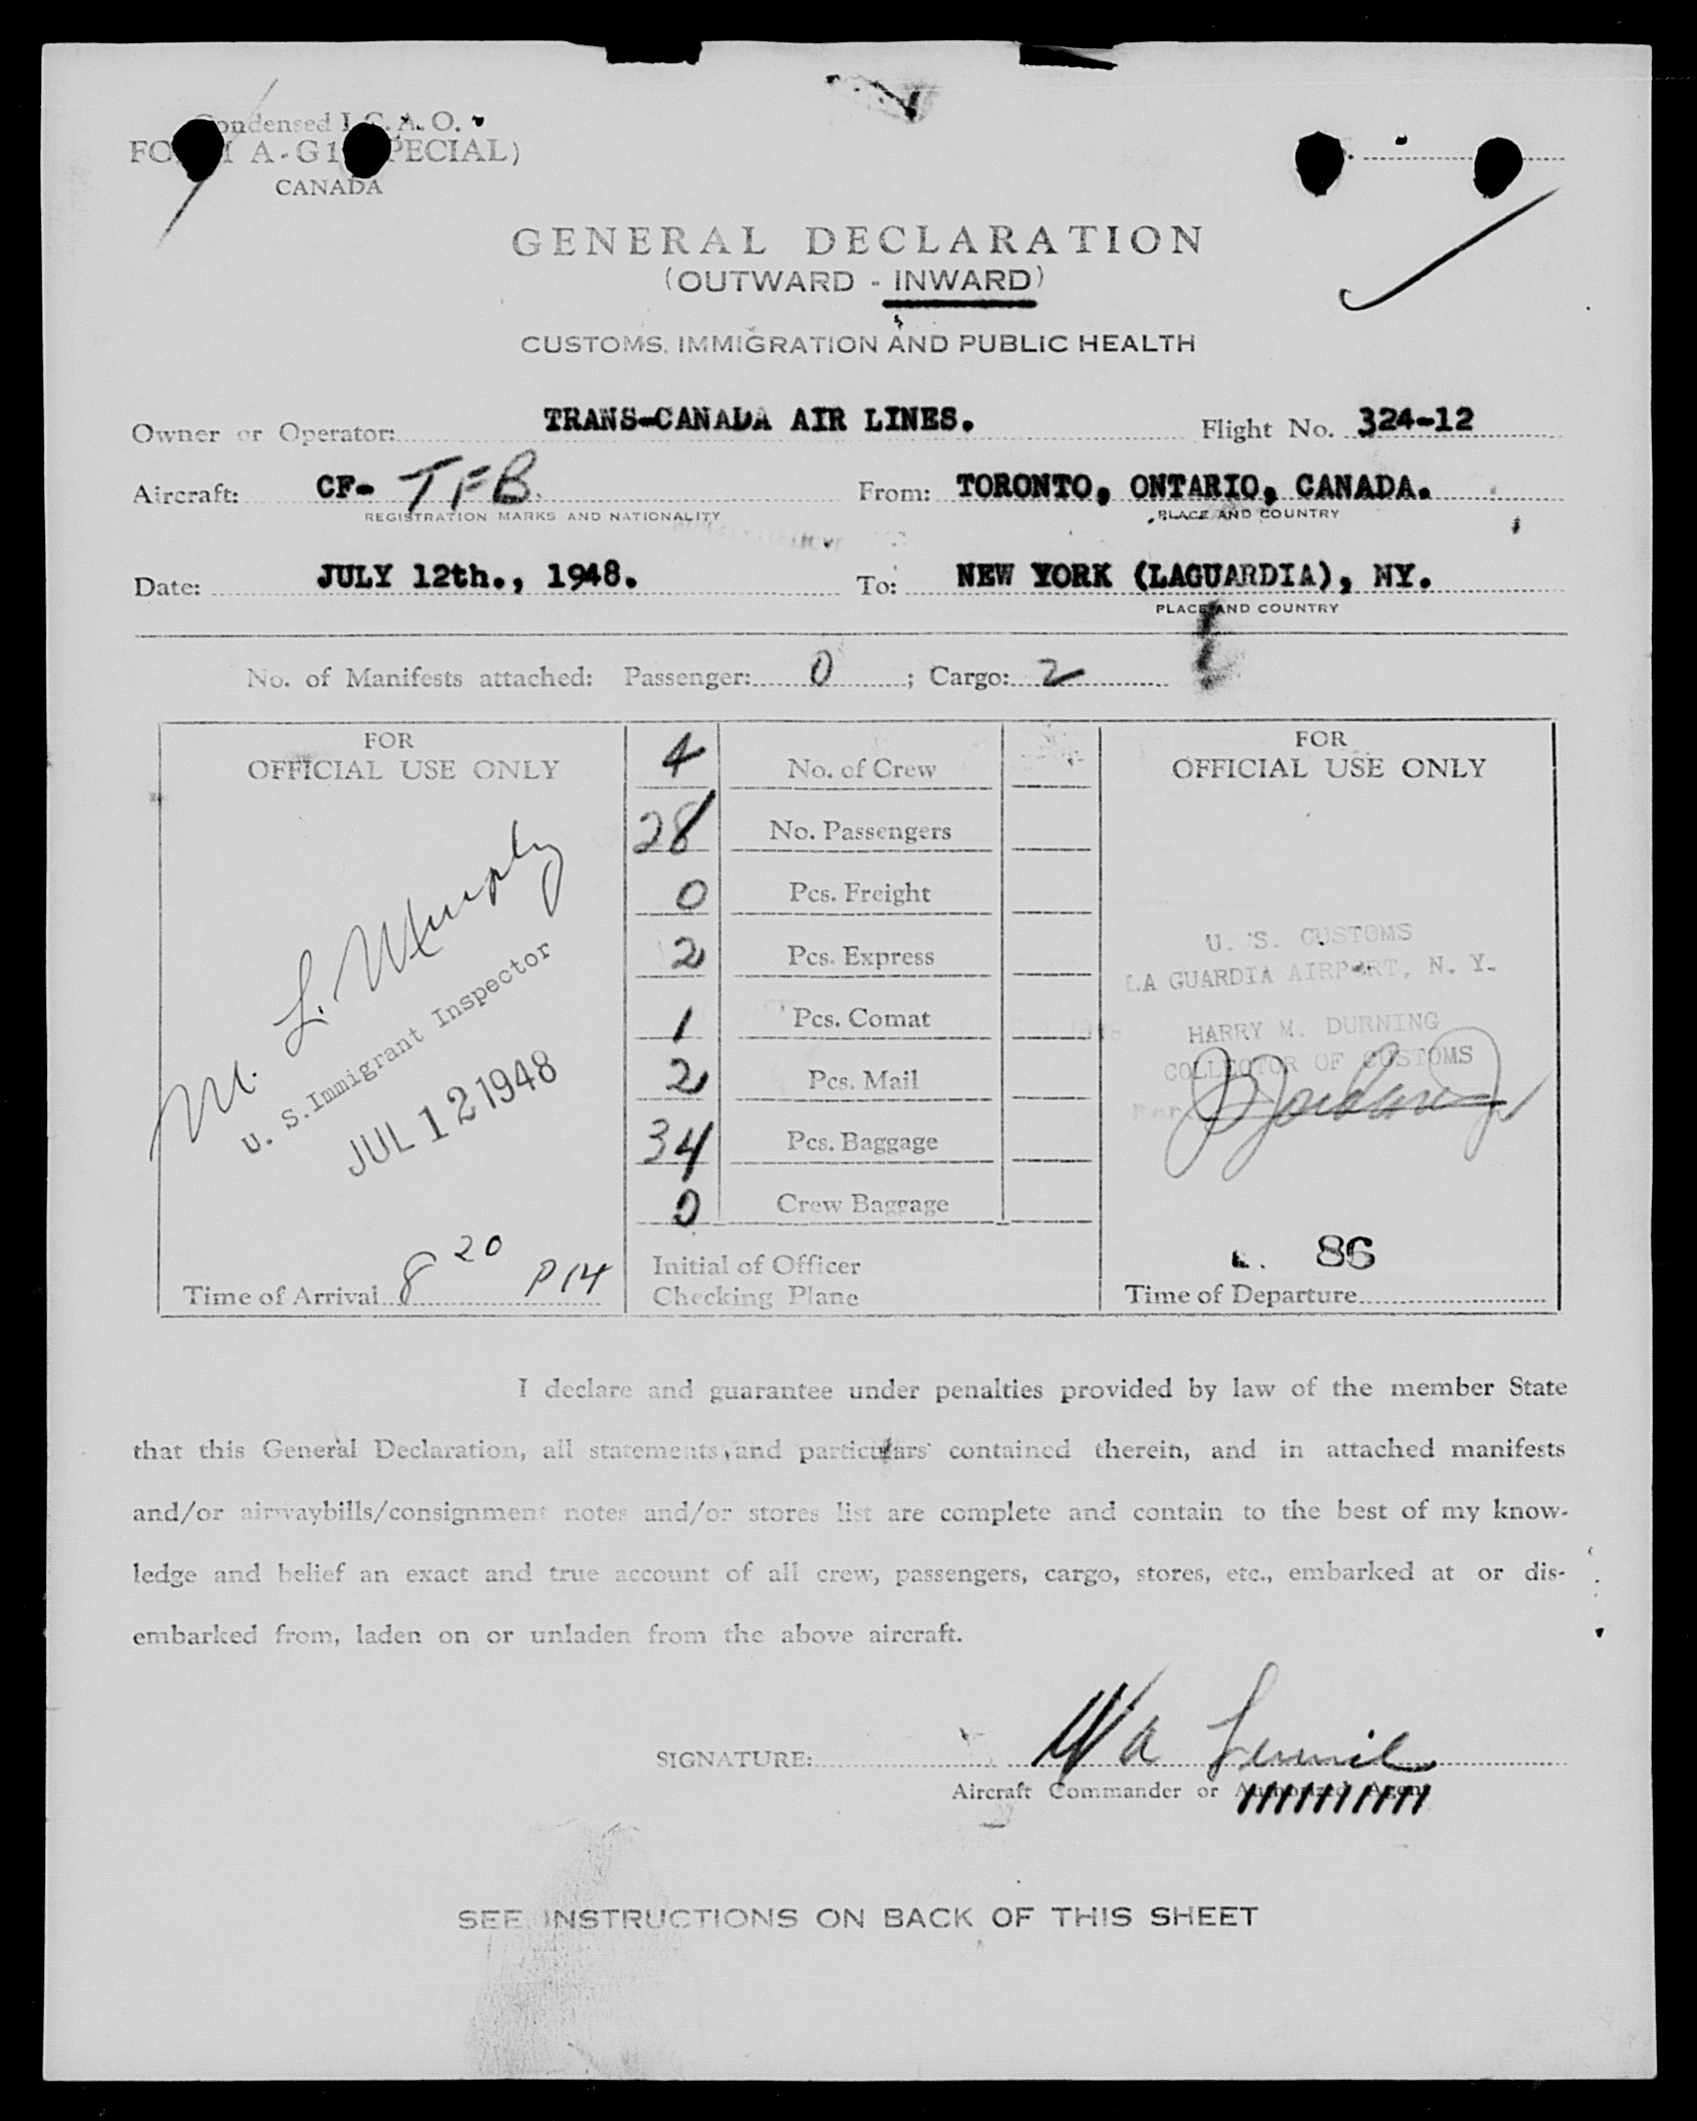 Condensed I.C.A.O.
FORM A-G1 (SPECIAL)
CANADA
GENERAL DECLARATION
(OUTWARD - INWARD)
CUSTOMS, IMMIGRATION AND PUBLIC HEALTH
Owner or Operator: TRANS-CANADA AIR LINES. Flight No. 324-12
Aircraft: CF- TFB. From: TORONTO, ONTARIO, CANADA.
REGISTRATION MARKS AND NATIONALITY PLACE AND COUNTRY
Date: JULY 12th., 1948. To: NEW YORK (LAGUARDIA), NY.
PLACE AND COUNTRY
No. of Manifests attached: Passenger: 0 ; Cargo: 2
FOR
OFFICIAL USE ONLY
M. L. Murphy
U. S. Immigrant Inspector
JUL 12 1948
Time of Arrival 8 20
4 No. of Crew
28 No. Passengers
0 Pcs. Freight
2 Pcs. Express
1 Pcs. Comat
2 Pcs. Mail
34 Pcs. Baggage
0 Crew Baggage
Initial of Officer
Checking Plane
FOR
OFFICIAL USE ONLY
U. S. CUSTOMS
LA GUARDIA AIRPORT, N. Y.
HARRY M. DURNING
COLLECTOR OF CUSTOMS
86
Time of Departure
I declare and guarantee under penalties provided by law of the member State
that this General Declaration, all statements and particulars contained therein, and in attached manifests
and/or airwaybills/consignment notes and/or stores list are complete and contain to the best of my know-
ledge and belief an exact and true account of all crew, passengers, cargo, stores, etc., embarked at or dis-
embarked from, laden on or unladen from the above aircraft.
SIGNATURE: W A
Aircraft Commander or Authorized Agent
SEE INSTRUCTIONS ON BACK OF THIS SHEET